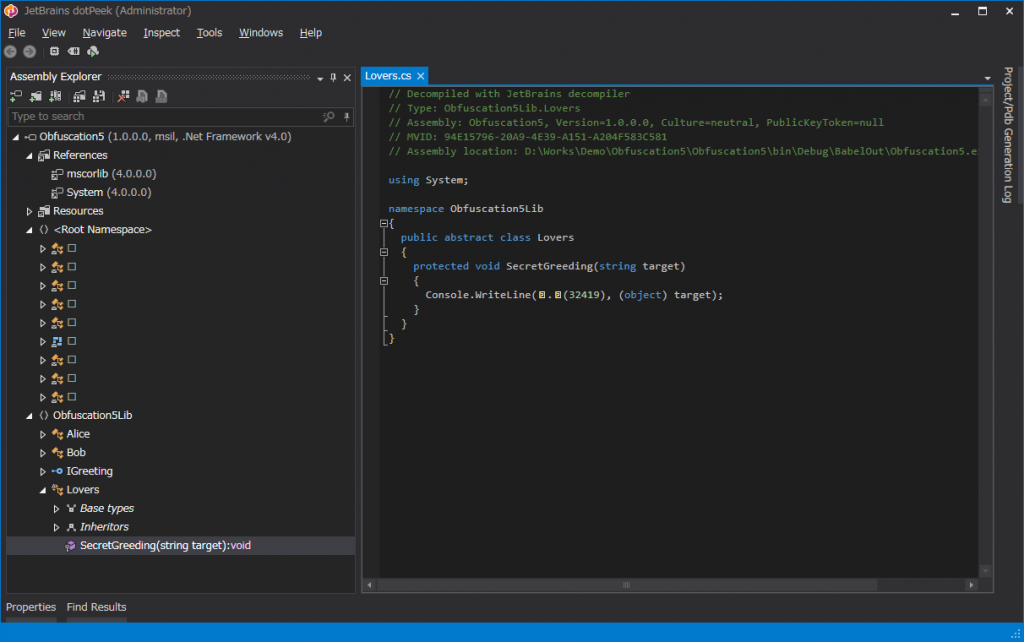 JetBrains dotPeek (Administrator)
File View Navigate Inspect Tools Windows Help
Assembly Explorer
Type to search
Obfuscation5 (1.0.0.0, msil, .Net Framework v4.0)
References
mscorlib (4.0.0.0)
System (4.0.0.0)
Resources
<Root Namespace>
Obfuscation5Lib
Alice
Bob
IGreeting
Lovers
Base types
Inheritors
SecretGreeding(string target):void
Properties Find Results
Lovers.cs
// Decompiled with JetBrains decompiler
// Type: Obfuscation5Lib.Lovers
// Assembly: Obfuscation5, Version=1.0.0.0, Culture=neutral, PublicKeyToken=null
// MVID: 94E15796-20A9-4E39-A151-A204F583C581
// Assembly location: D:\Works\Demo\Obfuscation5\Obfuscation5\bin\Debug\BabelOut\Obfuscation5.e
using System;
namespace Obfuscation5Lib
{
public abstract class Lovers
{
protected void SecretGreeding(string target)
{
Console.WriteLine(.(32419), (object) target);
}
}
}
Project/Pdb Generation Log